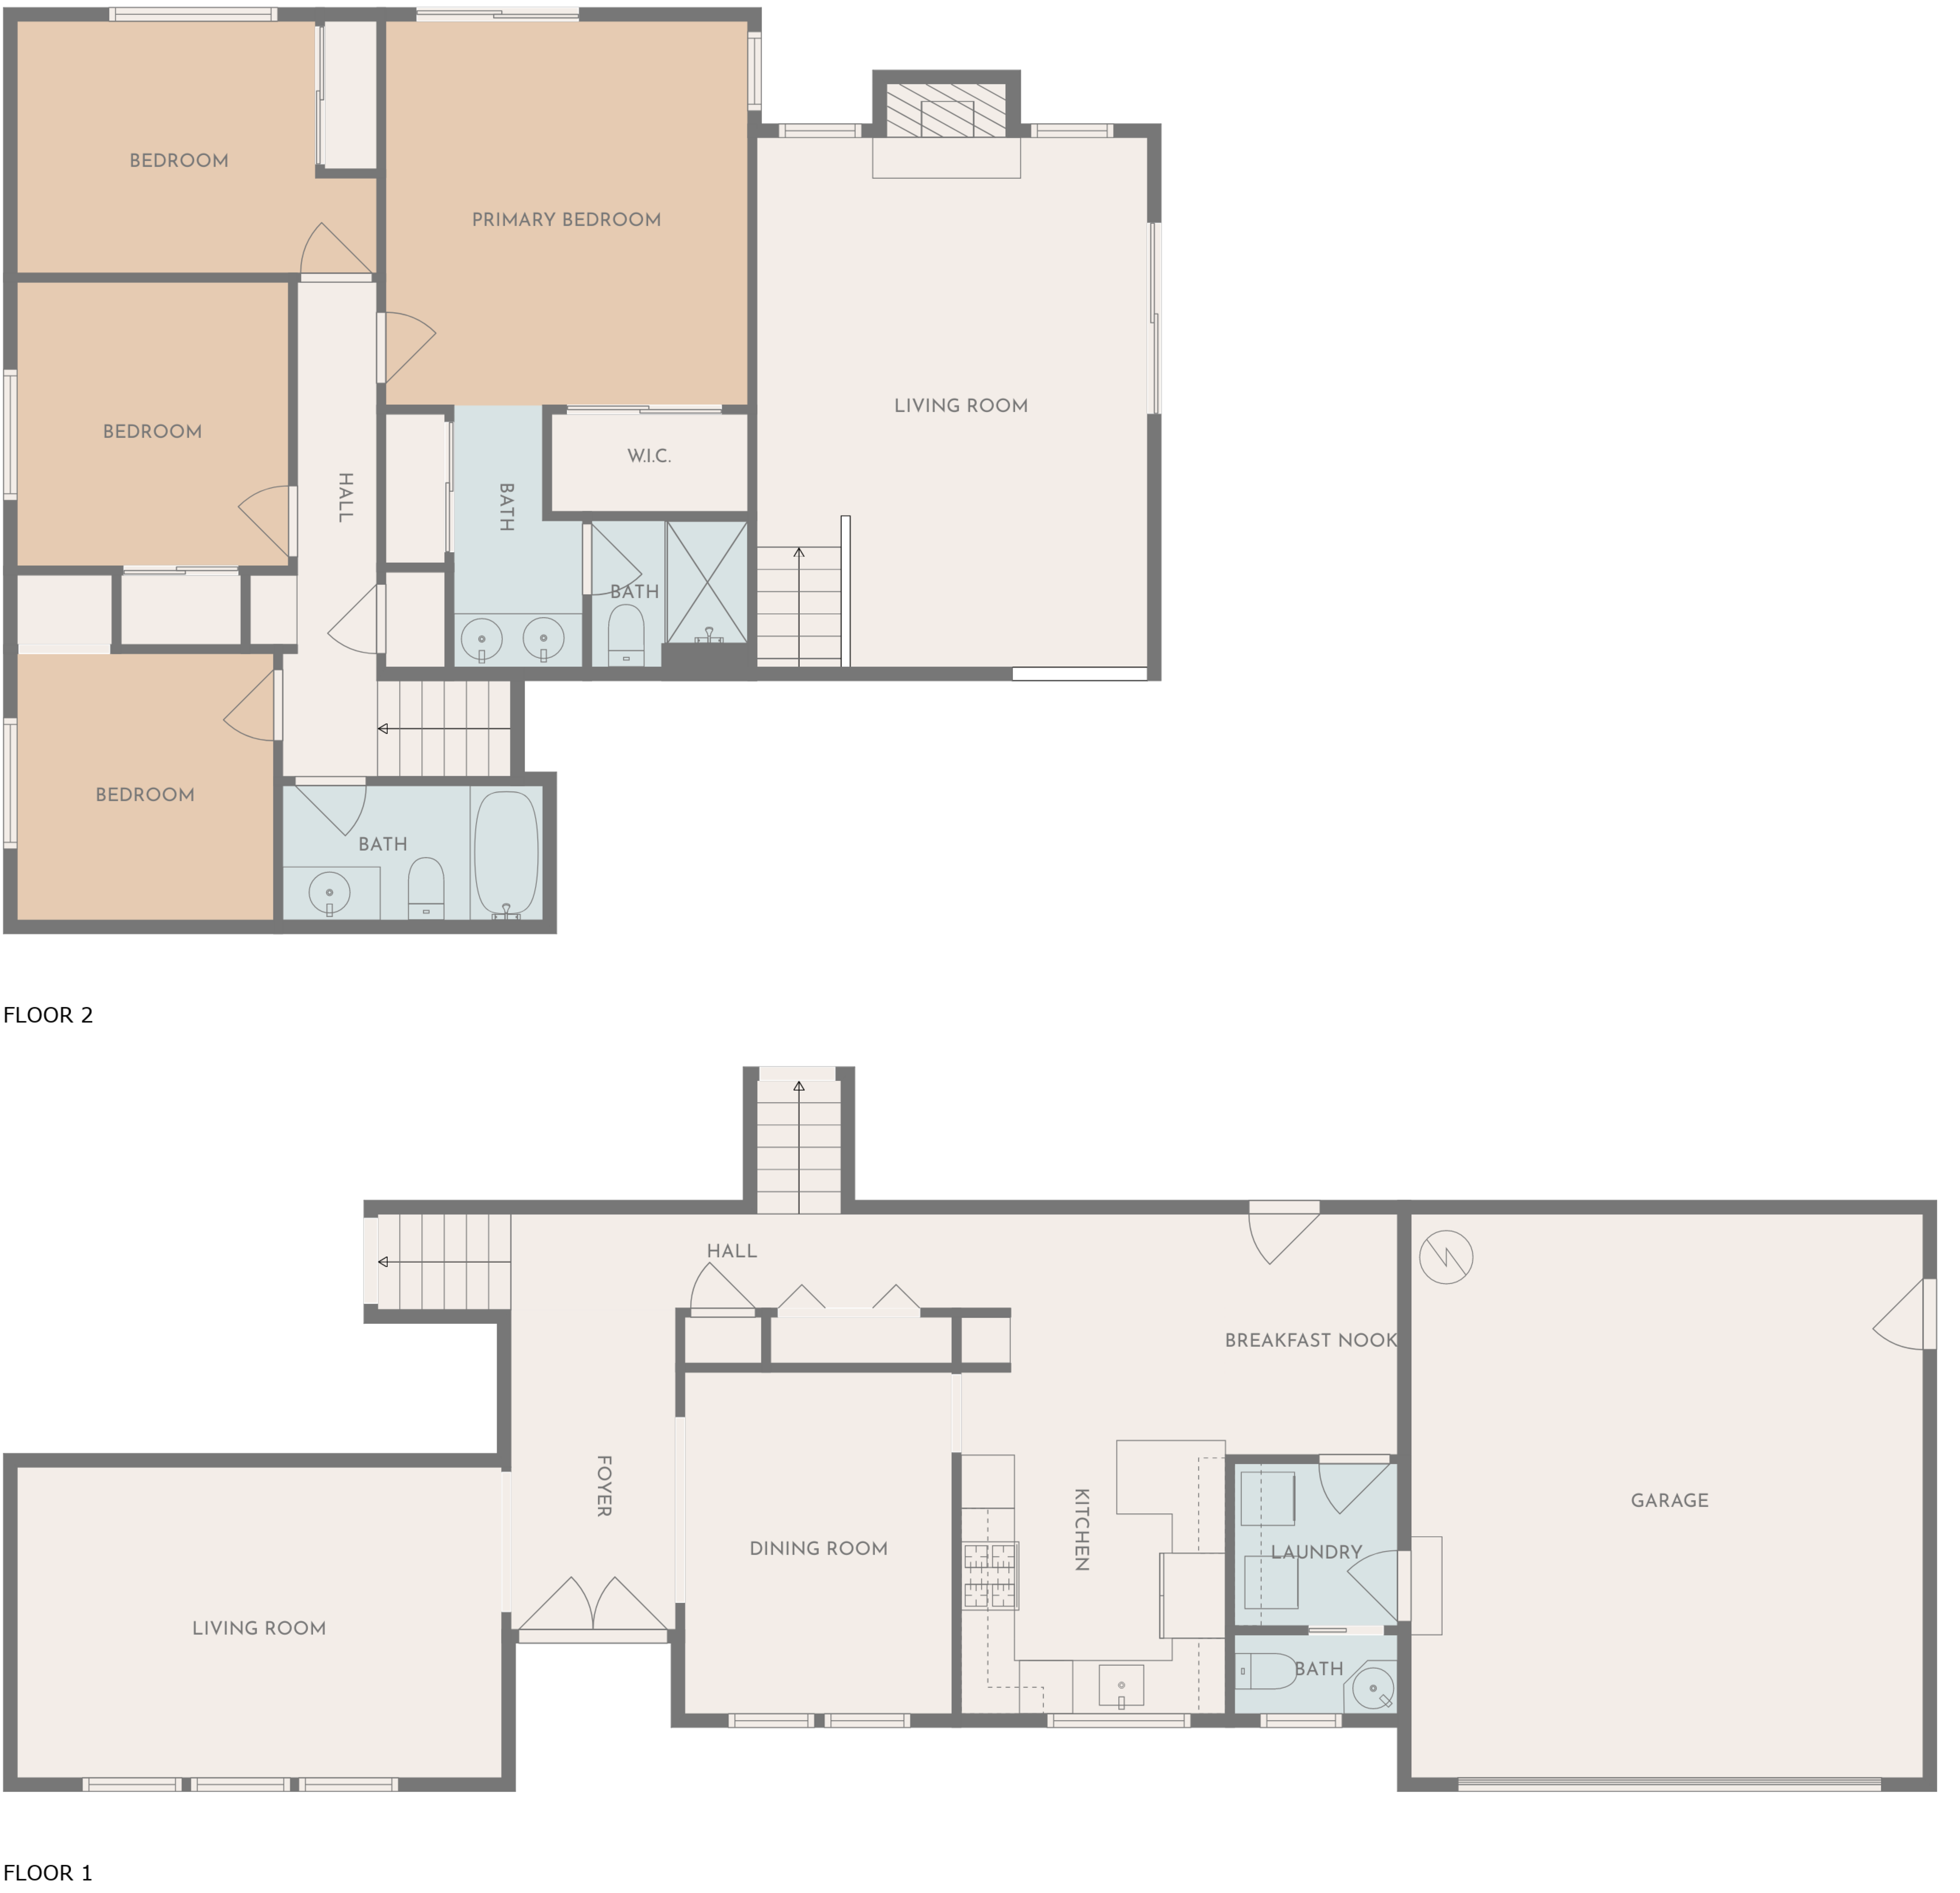 BEDROOM
PRIMARY BEDROOM
LIVING ROOM
BEDROOM
W.I.C.
HALL
BATH
BATH
BEDROOM
BATH
FLOOR 2
HALL
BREAKFAST NOOK
FOYER
GARAGE
DINING ROOM
KITCHEN
LAUNDRY
LIVING ROOM
BATH
FLOOR 1